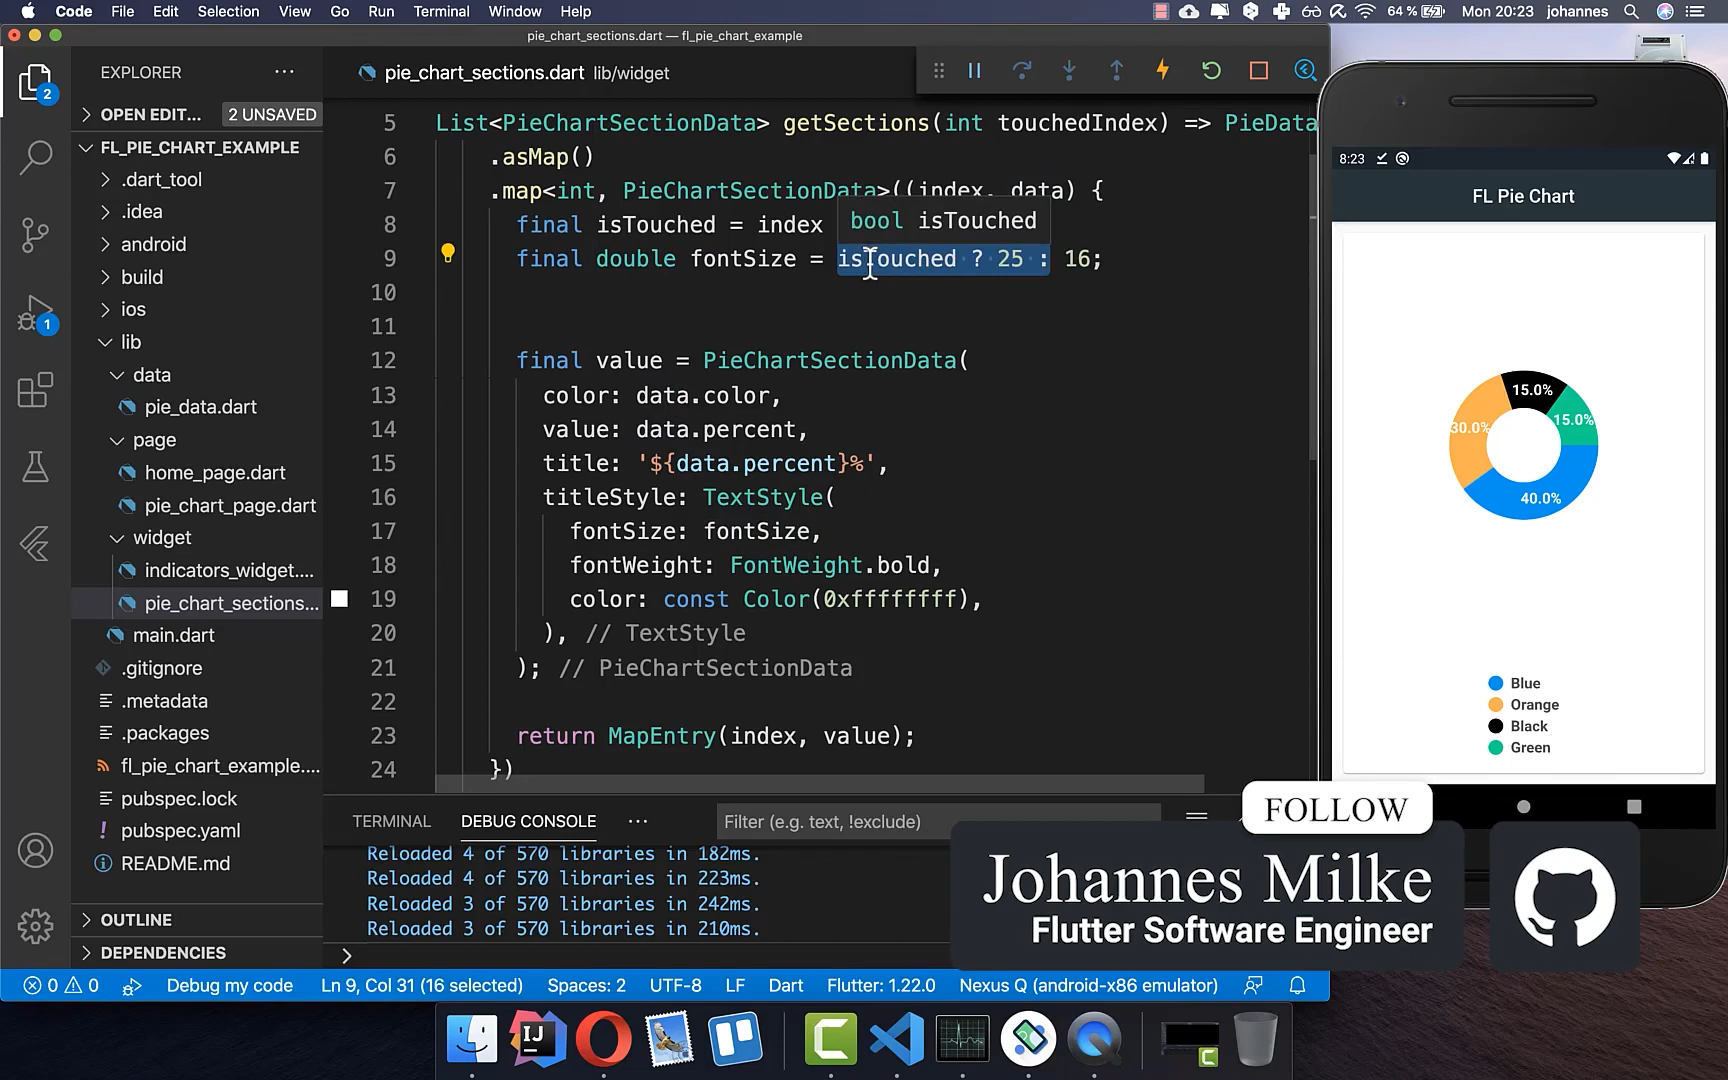 Code File Edit Selection View Go Run Terminal Window Help 64 % Mon 20:23 johannes
pie_chart_sections.dart — fl_pie_chart_example
EXPLORER
OPEN EDIT... 2 UNSAVED
FL_PIE_CHART_EXAMPLE
.dart_tool
.idea
android
build
ios
lib
data
pie_data.dart
page
home_page.dart
pie_chart_page.dart
widget
indicators_widget....
pie_chart_sections...
main.dart
.gitignore
.metadata
.packages
fl_pie_chart_example....
pubspec.lock
pubspec.yaml
README.md
OUTLINE
DEPENDENCIES
2
1
pie_chart_sections.dart lib/widget
5 List<PieChartSectionData> getSections(int touchedIndex) => PieData
6 .asMap()
7 .map<int, PieChartSectionData>((index, data) {
8 final isTouched = index
bool isTouched
9 final double fontSize = isTouched ? 25 : 16;
10
11
12 final value = PieChartSectionData(
13 color: data.color,
14 value: data.percent,
15 title: '${data.percent}%',
16 titleStyle: TextStyle(
17 fontSize: fontSize,
18 fontWeight: FontWeight.bold,
19 color: const Color(0xffffffff),
20 ), // TextStyle
21 ); // PieChartSectionData
22
23 return MapEntry(index, value);
24 })
TERMINAL DEBUG CONSOLE Filter (e.g. text, !exclude)
Reloaded 4 of 570 libraries in 182ms.
Reloaded 4 of 570 libraries in 223ms.
Reloaded 3 of 570 libraries in 242ms.
Reloaded 3 of 570 libraries in 210ms.
0 0 Debug my code Ln 9, Col 31 (16 selected) Spaces: 2 UTF-8 LF Dart Flutter: 1.22.0 Nexus Q (android-x86 emulator)
8:23
FL Pie Chart
15.0%
15.0%
30.0%
40.0%
Blue
Orange
Black
Green
FOLLOW
Johannes Milke
Flutter Software Engineer
IJ